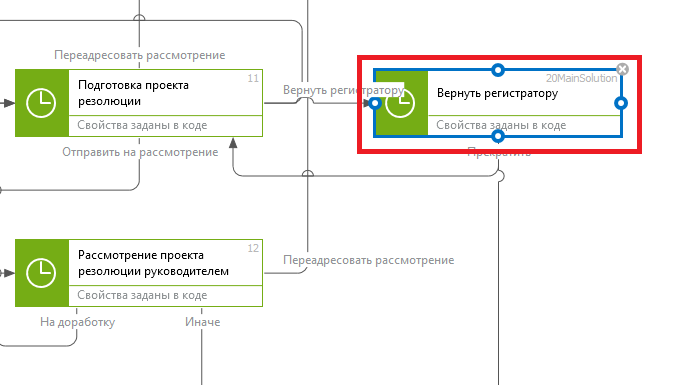 Переадресовать рассмотрение
11
Подготовка проекта
резолюции
Свойства заданы в коде
Вернуть регистратору
20MainSolution
Вернуть регистратору
Свойства заданы в коде
Отправить на рассмотрение
Прекратить
12
Рассмотрение проекта
резолюции руководителем
Свойства заданы в коде
Переадресовать рассмотрение
На доработку
Иначе